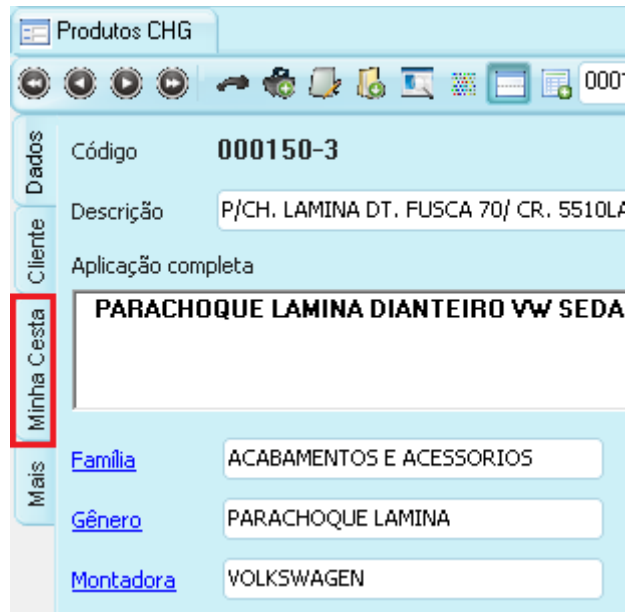 Produtos CHG
0001
Dados
Cliente
Minha Cesta
Mais
Código 000150-3
Descrição P/CH. LAMINA DT. FUSCA 70/ CR. 5510LA
Aplicação completa
PARACHOQUE LAMINA DIANTEIRO VW SEDA
Família ACABAMENTOS E ACESSORIOS
Gênero PARACHOQUE LAMINA
Montadora VOLKSWAGEN